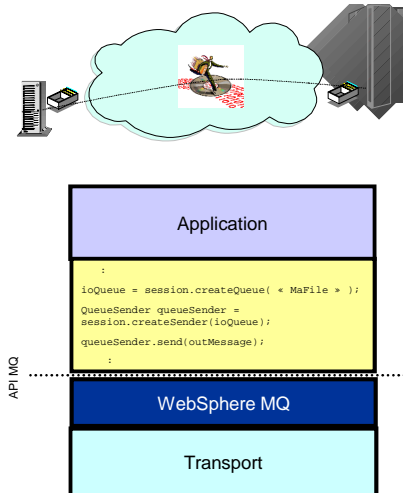 Application
:
ioQueue = session.createQueue( « MaFile » );
QueueSender queueSender =
session.createSender(ioQueue);
queueSender.send(outMessage);
:
API MQ
WebSphere MQ
Transport